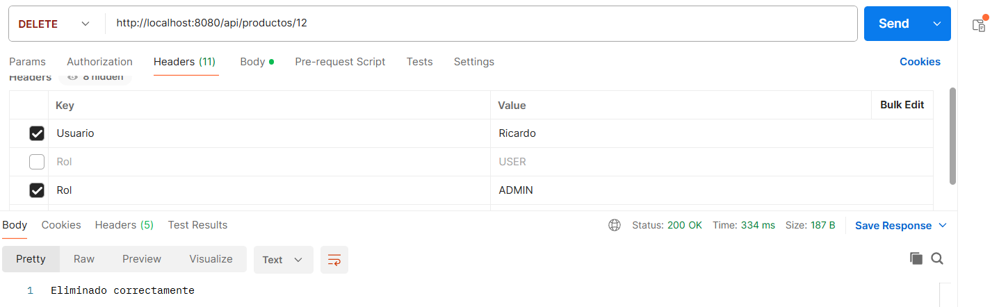 DELETE http://localhost:8080/api/productos/12 Send
Params Authorization Headers (11) Body Pre-request Script Tests Settings Cookies
Headers 8 hidden
Key Value Bulk Edit
Usuario Ricardo
Rol USER
Rol ADMIN
Body Cookies Headers (5) Test Results Status: 200 OK Time: 334 ms Size: 187 B Save Response
Pretty Raw Preview Visualize Text
1 Eliminado correctamente